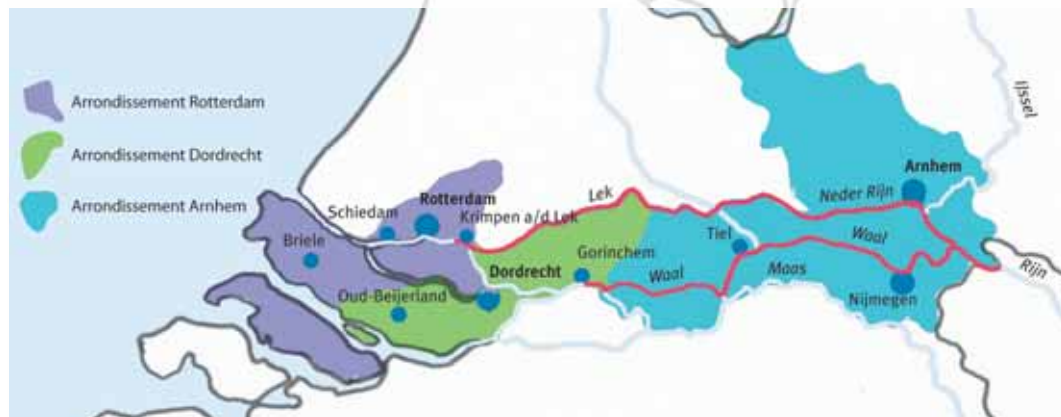 Arrondissement Rotterdam
Arrondissement Dordrecht
Arrondissement Arnhem
IJssel
Arnhem
Neder Rijn
Lek
Rotterdam
Schiedam
Krimpen a/d Lek
Briele
Tiel
Waal
Gorinchem
Dordrecht
Waal
Maas
Rijn
Oud-Beijerland
Nijmegen